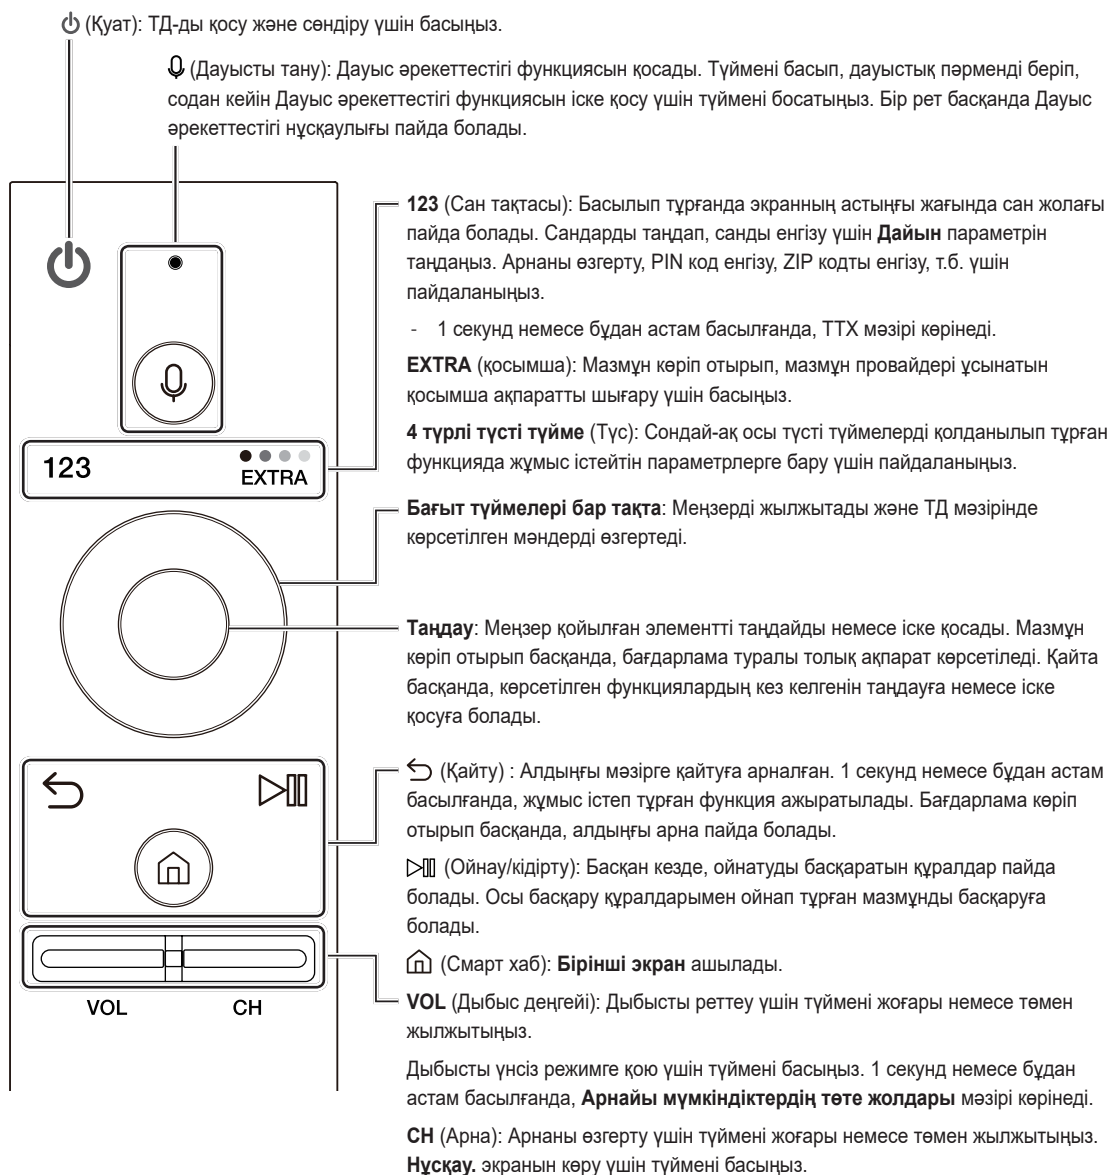 (Қуат): ТД-ды қосу және сөндіру үшін басыңыз.
(Дауысты тану): Дауыс әрекеттестігі функциясын қосады. Түймені басып, дауыстық пәрменді беріп,
содан кейін Дауыс әрекеттестігі функциясын іске қосу үшін түймені босатыңыз. Бір рет басқанда Дауыс
әрекеттестігі нұсқаулығы пайда болады.
123 (Сан тақтасы): Басылып тұрғанда экранның астыңғы жағында сан жолағы
пайда болады. Сандарды таңдап, санды енгізу үшін Дайын параметрін
таңдаңыз. Арнаны өзгерту, PIN код енгізу, ZIP кодты енгізу, т.б. үшін
пайдаланыңыз.
- 1 секунд немесе бұдан астам басылғанда, TTX мәзірі көрінеді.
EXTRA (қосымша): Мазмұн көріп отырып, мазмұн провайдері ұсынатын
қосымша ақпаратты шығару үшін басыңыз.
4 түрлі түсті түйме (Түс): Сондай-ақ осы түсті түймелерді қолданылып тұрған
функцияда жұмыс істейтін параметрлерге бару үшін пайдаланыңыз.
123
EXTRA
Бағыт түймелері бар тақта: Меңзерді жылжытады және ТД мәзірінде
көрсетілген мәндерді өзгертеді.
Таңдау: Меңзер қойылған элементті таңдайды немесе іске қосады. Мазмұн
көріп отырып басқанда, бағдарлама туралы толық ақпарат көрсетіледі. Қайта
басқанда, көрсетілген функциялардың кез келгенін таңдауға немесе іске
қосуға болады.
(Қайту) : Алдыңғы мәзірге қайтуға арналған. 1 секунд немесе бұдан астам
басылғанда, жұмыс істеп тұрған функция ажыратылады. Бағдарлама көріп
отырып басқанда, алдыңғы арна пайда болады.
(Ойнау/кідірту): Басқан кезде, ойнатуды басқаратын құралдар пайда
болады. Осы басқару құралдарымен ойнап тұрған мазмұнды басқаруға
болады.
(Смарт хаб): Бірінші экран ашылады.
VOL CH
VOL (Дыбыс деңгейі): Дыбысты реттеу үшін түймені жоғары немесе төмен
жылжытыңыз.
Дыбысты үнсіз режимге қою үшін түймені басыңыз. 1 секунд немесе бұдан
астам басылғанда, Арнайы мүмкіндіктердің төте жолдары мәзірі көрінеді.
CH (Арна): Арнаны өзгерту үшін түймені жоғары немесе төмен жылжытыңыз.
Нұсқау. экранын көру үшін түймені басыңыз.